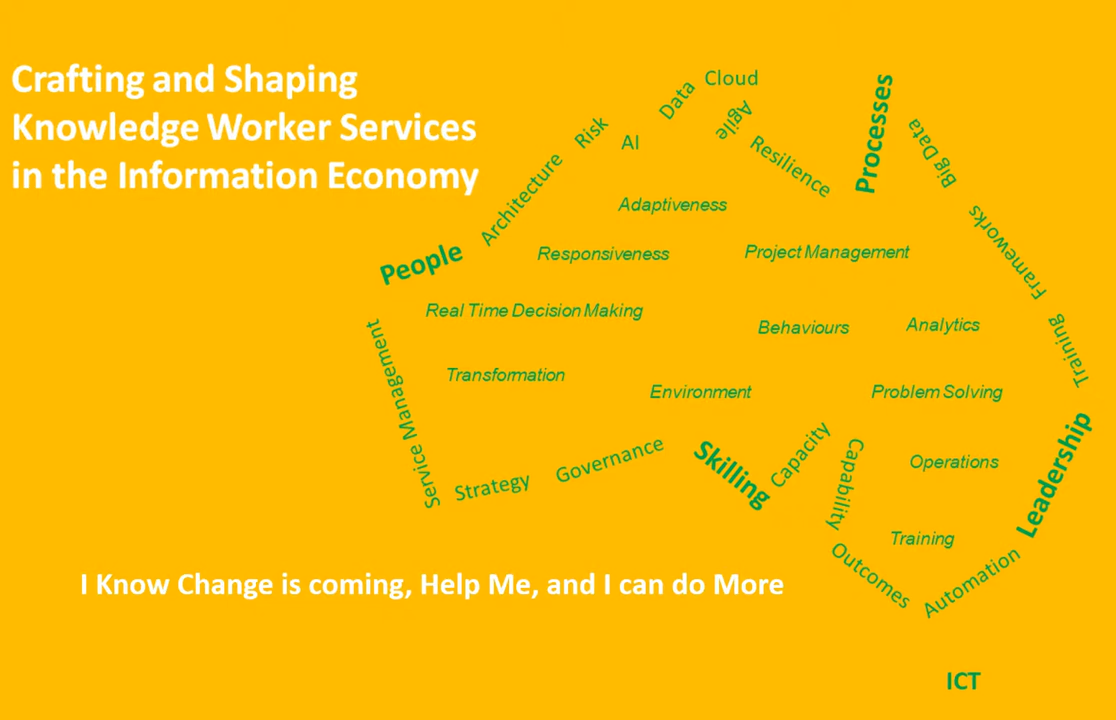 Crafting and Shaping
Knowledge Worker Services
in the Information Economy
Cloud
Data
Agile
Processes
Risk
AI
Resilience
Big Data
Architecture
Adaptiveness
Frameworks
People
Responsiveness
Project Management
Real Time Decision Making
Behaviours
Analytics
Training
Service Management
Transformation
Environment
Problem Solving
Leadership
Strategy
Governance
Skilling
Capacity
Capability
Operations
Training
Outcomes
Automation
I Know Change is coming, Help Me, and I can do More
ICT